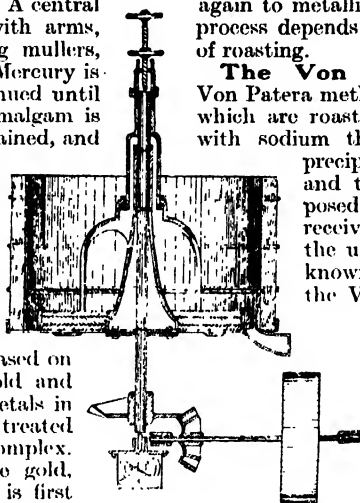 A central
with arms,
mullers,
Mercury is
nued until
malgam is
ained, and
ased on
old and
etals in
treated
omplex.
e gold,
is first
again to metalli
process depends
of roasting.
The Von
Von Patera meth
which are roast
with sodium th
precip
and t
posed
receiv
the u
know
the V